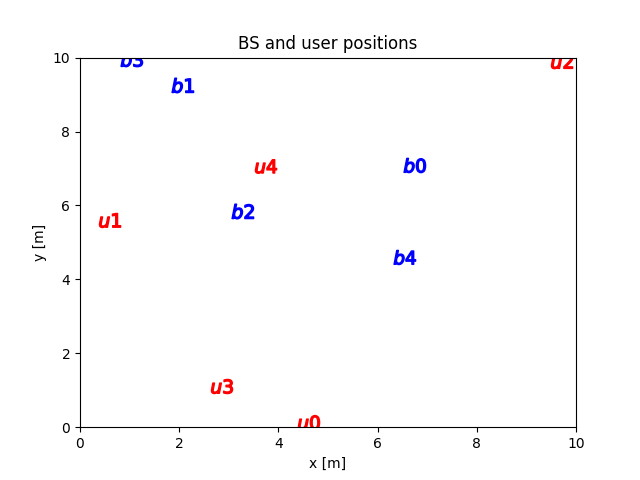 BS and user positions
10
b3
u2
b1
8
u4
b0
y [m]
6
u1
b2
b4
4
2
u3
u0
0
0 2 4 6 8 10
x [m]